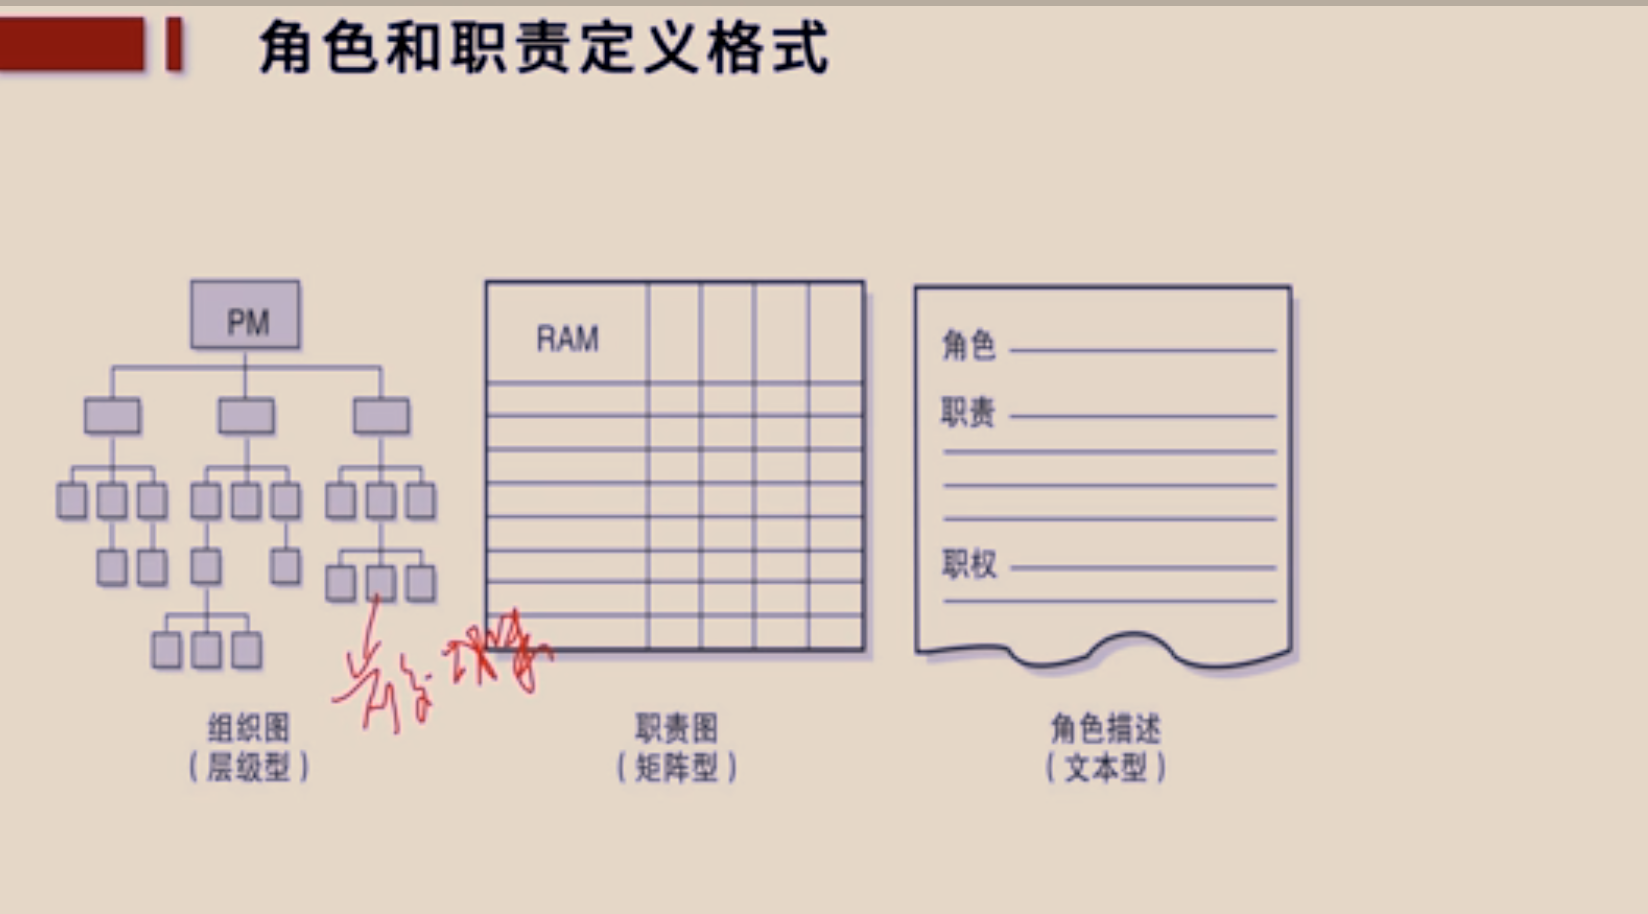 角色和职责定义格式
PM
RAM
角色
职责
职权
组织图
（层级型）
职责图
（矩阵型）
角色描述
（文本型）